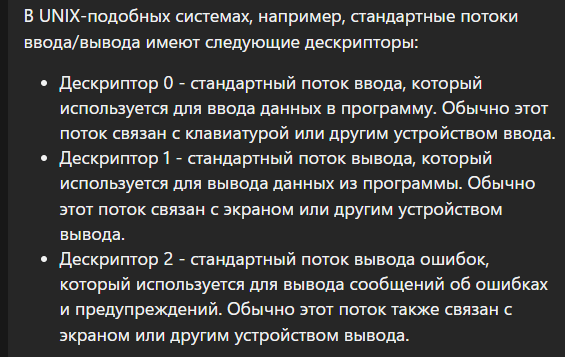 В UNIX-подобных системах, например, стандартные потоки
ввода/вывода имеют следующие дескрипторы:
• Дескриптор 0 - стандартный поток ввода, который
используется для ввода данных в программу. Обычно этот
поток связан с клавиатурой или другим устройством ввода.
• Дескриптор 1 - стандартный поток вывода, который
используется для вывода данных из программы. Обычно
этот поток связан с экраном или другим устройством
вывода.
• Дескриптор 2 - стандартный поток вывода ошибок,
который используется для вывода сообщений об ошибках
и предупреждений. Обычно этот поток также связан с
экраном или другим устройством вывода.